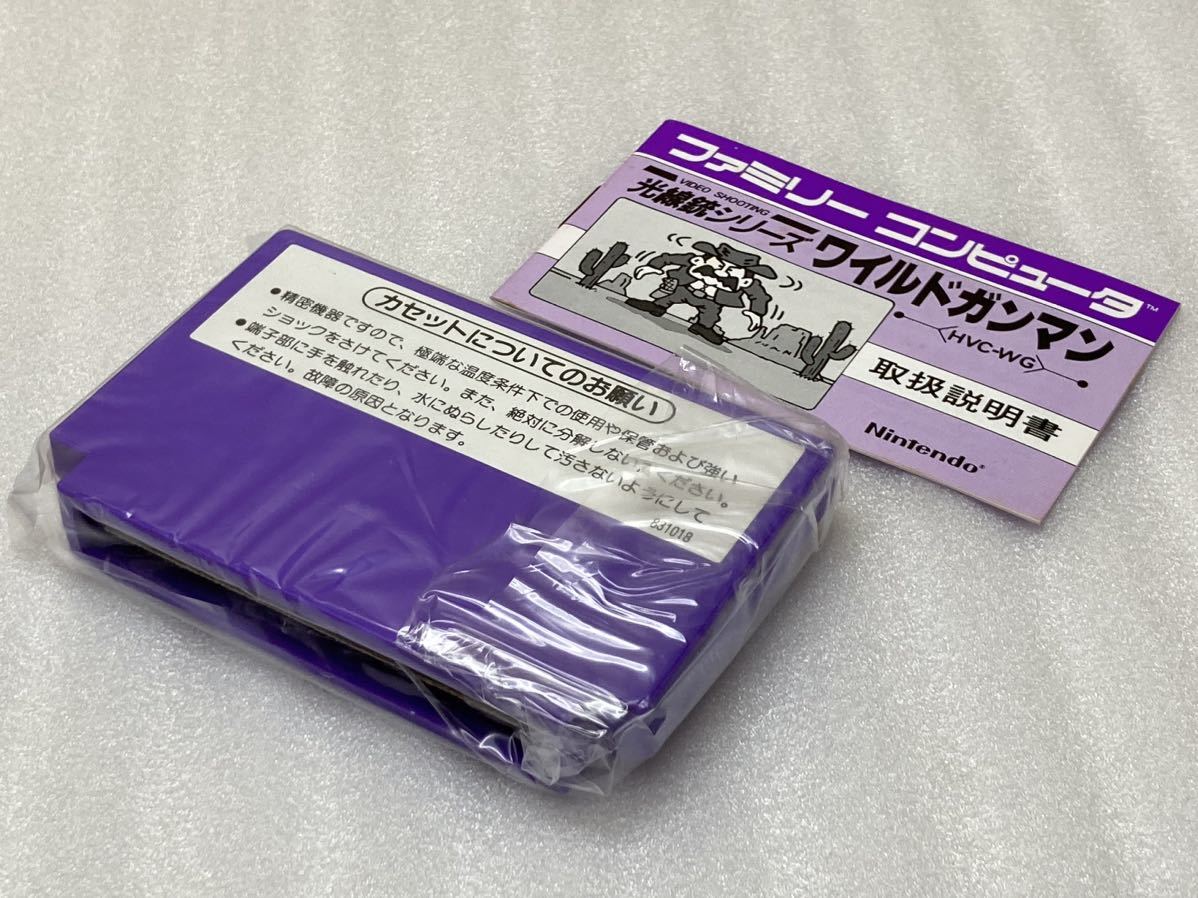 カセットについてのお願い
●精密機器ですので、極端な温度条件下での使用や保管および強い
ショックをさけてください。また、絶対に分解しないでください。
●端子部に手を触れたり、水にぬらしたりして汚さないようにして
ください。故障の原因となります。
831018
ファミリー コンピュータ™
VIDEO SHOOTING
光線銃シリーズ ワイルドガンマン
HVC-WG
取扱説明書
Nintendo®